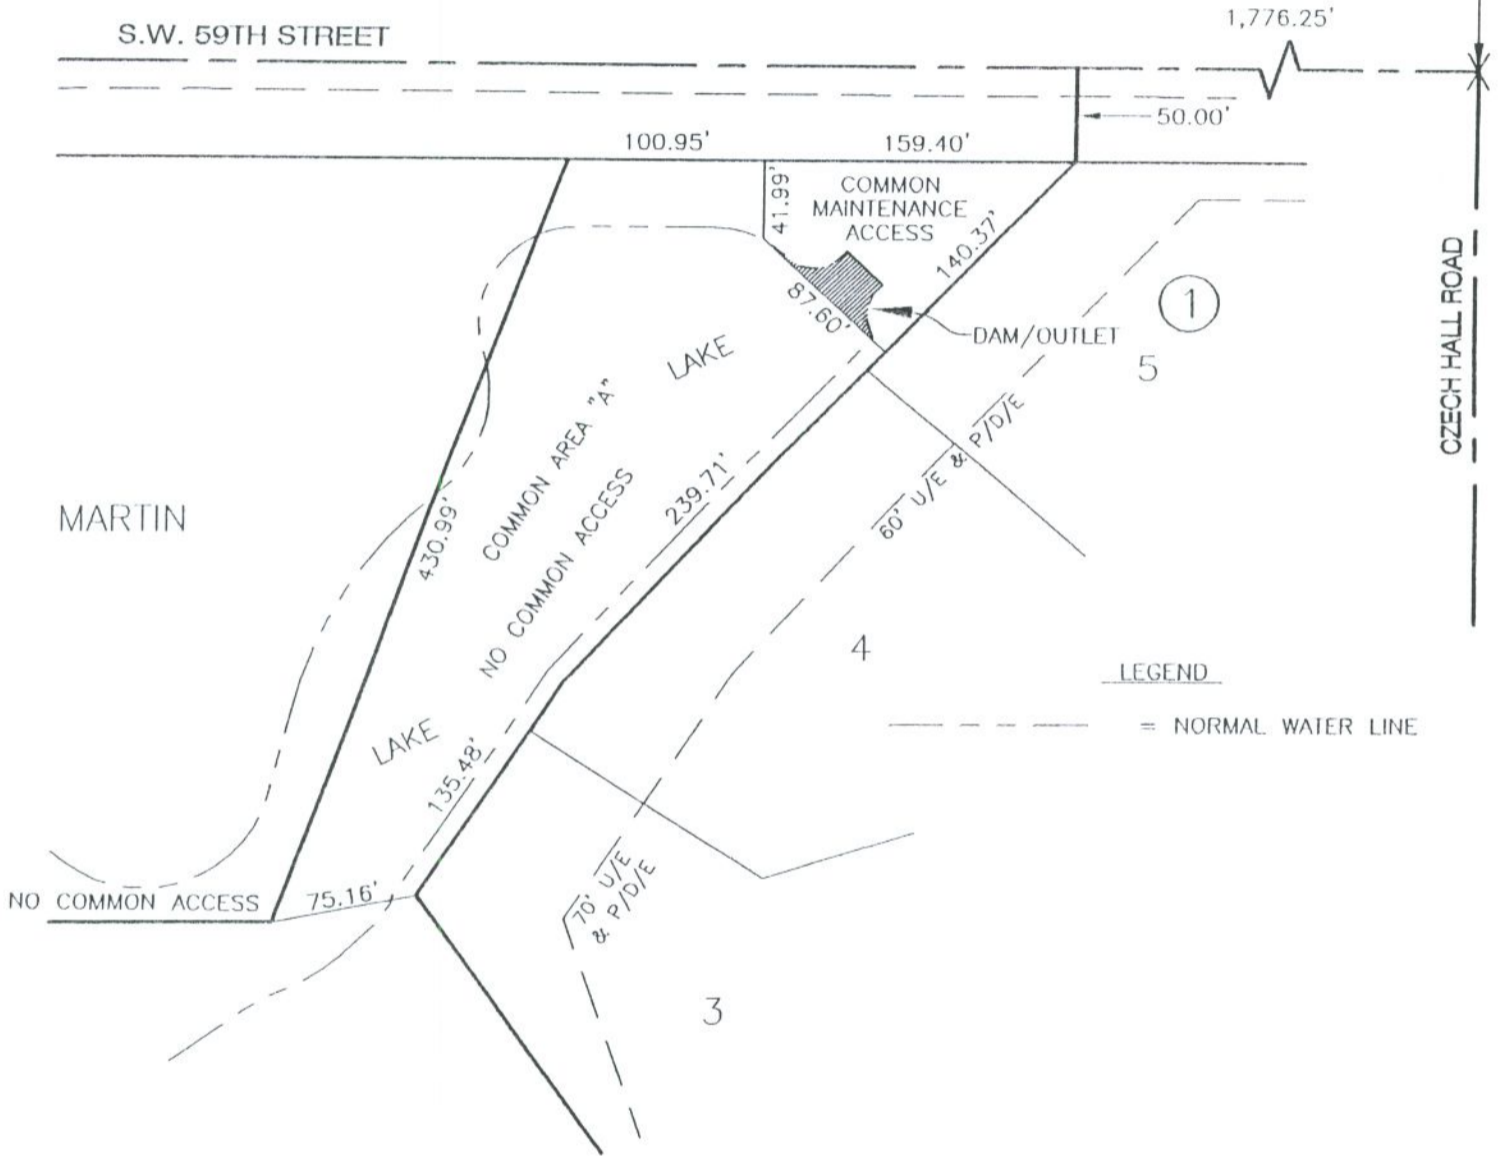 1,776.25'
S.W. 59TH STREET
50.00'
100.95'
159.40'
41.99'
COMMON
MAINTENANCE
ACCESS
140.37'
87.60'
DAM/OUTLET
1
5
CZECH HALL ROAD
LAKE
COMMON AREA "A"
NO COMMON ACCESS
239.71'
60' U/E & P/D/E
MARTIN
430.99'
4
LEGEND
= NORMAL WATER LINE
LAKE
135.48'
NO COMMON ACCESS
75.16'
70' U/E
& P/D/E
3